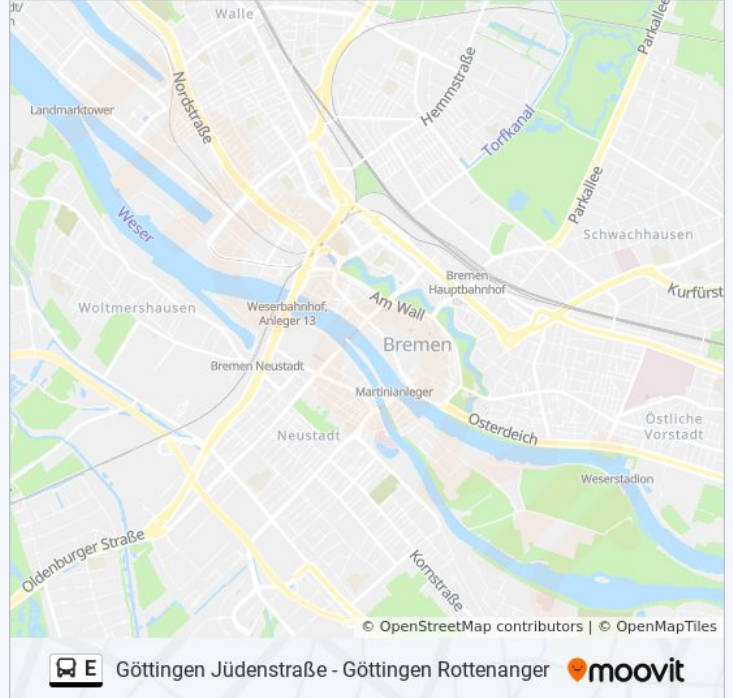 dt/
Walle
Parkallee
Nordstraße
Hemmstraße
Landmarktower
Torfkanal
Parkallee
Weser
Schwachhausen
Bremen
Hauptbahnhof
Kurfürst
Woltmershausen
Weserbahnhof,
Anleger 13
Am Wall
Bremen
Bremen Neustadt
Martinianleger
Osterdeich
Östliche
Vorstadt
Neustadt
Weserstadion
Oldenburger Straße
Kornstraße
© OpenStreetMap contributors | © OpenMapTiles
E Göttingen Jüdenstraße - Göttingen Rottenanger moovit